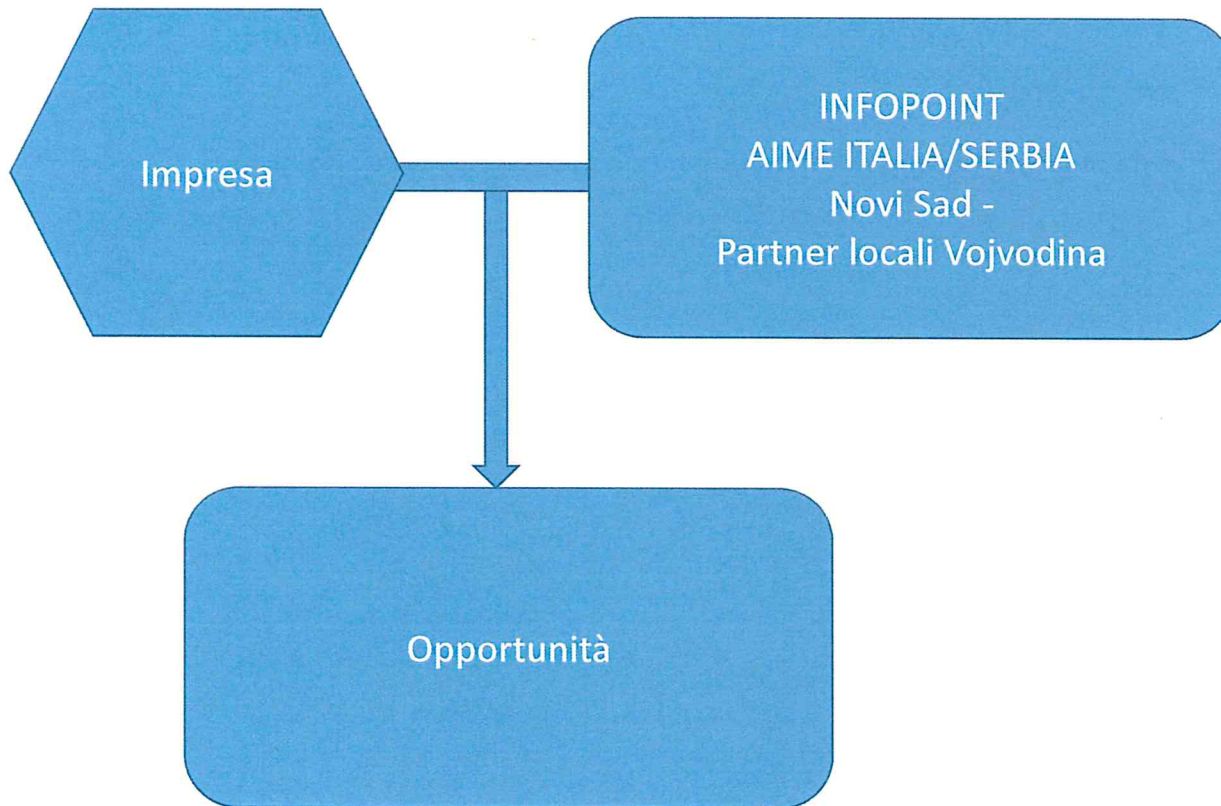 Impresa
INFOPOINT
AIME ITALIA/SERBIA
Novi Sad -
Partner locali Vojvodina
Opportunità